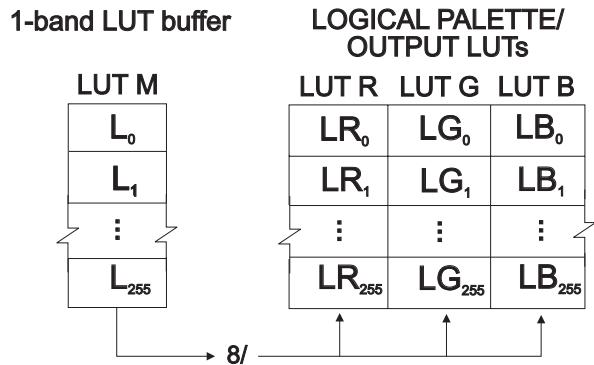 1-band LUT buffer
LOGICAL PALETTE/
OUTPUT LUTs
LUT M
LUT R LUT G LUT B
L₀
LR₀ LG₀ LB₀
L₁
LR₁ LG₁ LB₁
⋮
⋮ ⋮ ⋮
L₂₅₅
LR₂₅₅ LG₂₅₅ LB₂₅₅
8/